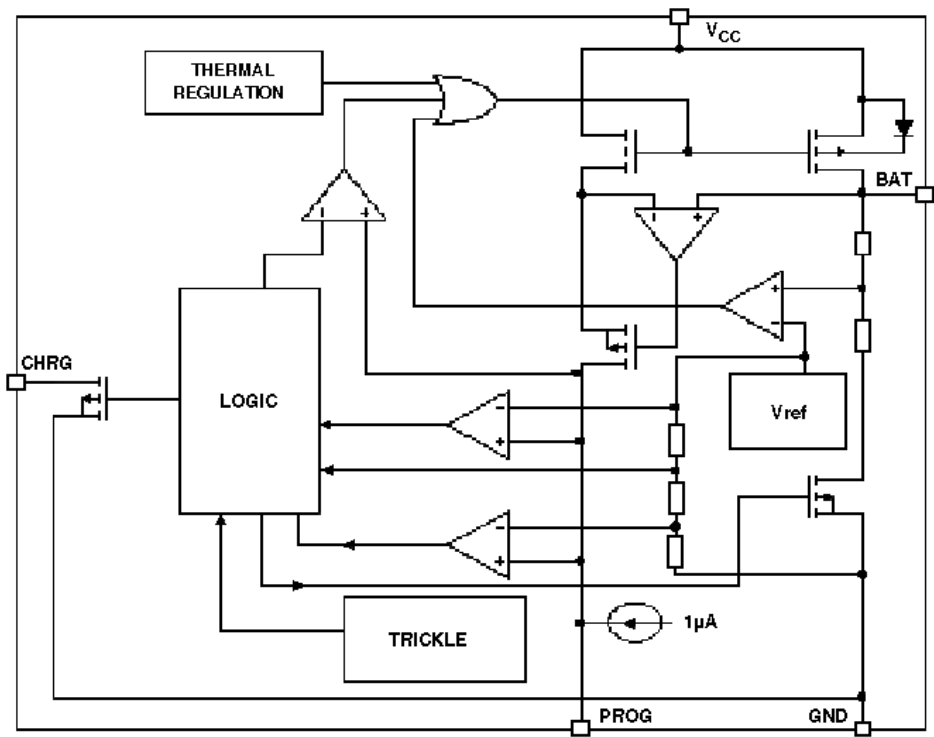 VCC
THERMAL
REGULATION
BAT
- +
+
-
- +
CHRG
LOGIC
Vref
-
+
-
+
1µA
TRICKLE
PROG
GND